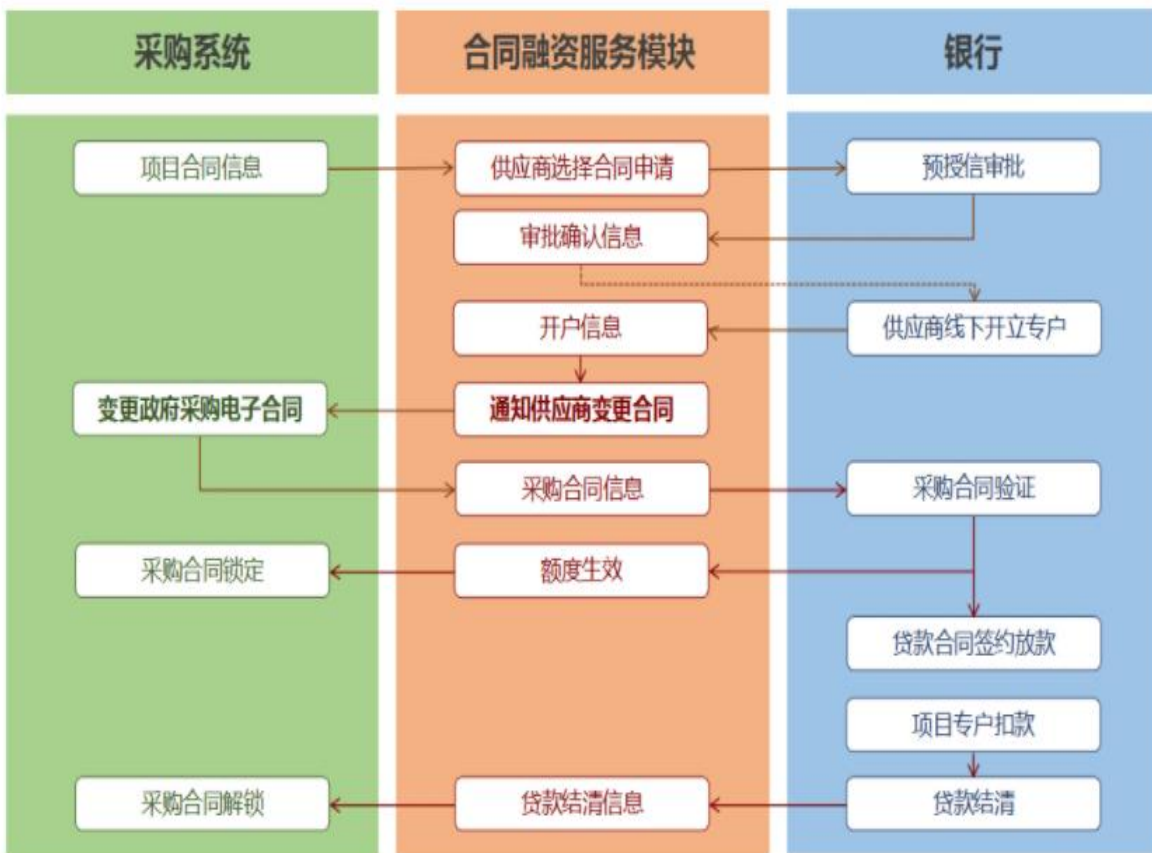 采购系统
合同融资服务模块
银行
项目合同信息
供应商选择合同申请
预授信审批
审批确认信息
开户信息
供应商线下开立专户
变更政府采购电子合同
通知供应商变更合同
采购合同信息
采购合同验证
采购合同锁定
额度生效
贷款合同签约放款
项目专户扣款
采购合同解锁
贷款结清信息
贷款结清